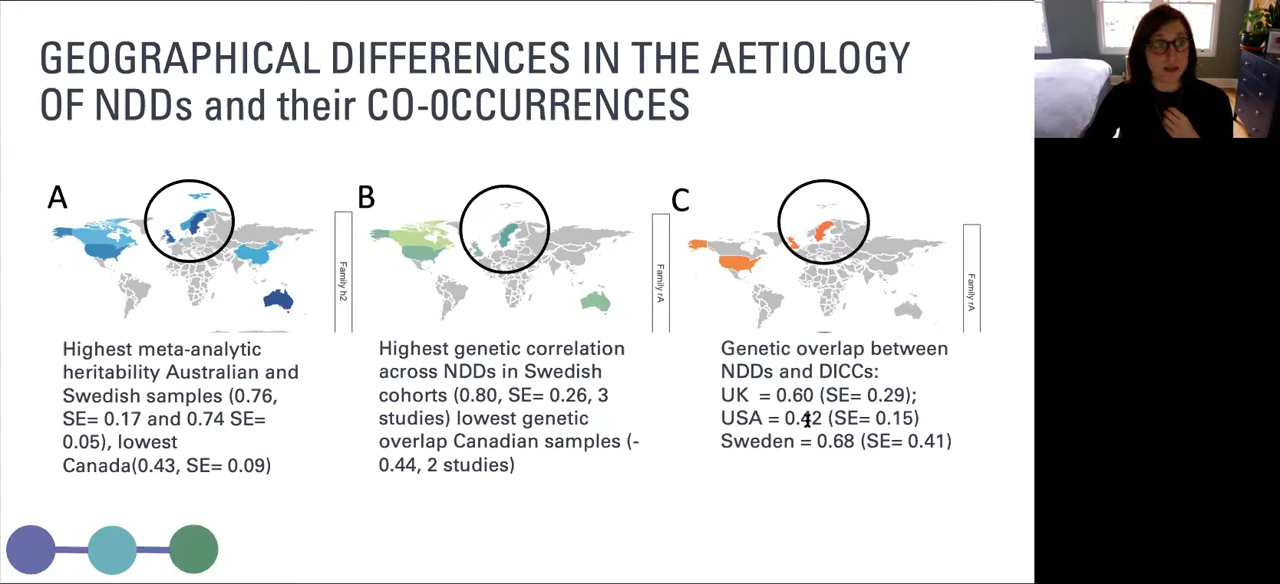 GEOGRAPHICAL DIFFERENCES IN THE AETIOLOGY
OF NDDs and their CO-0CCURRENCES
A
B
C
Family h2
Family rA
Family rA
Highest meta-analytic
heritability Australian and
Swedish samples (0.76,
SE= 0.17 and 0.74 SE=
0.05), lowest
Canada(0.43, SE= 0.09)
Highest genetic correlation
across NDDs in Swedish
cohorts (0.80, SE= 0.26, 3
studies) lowest genetic
overlap Canadian samples (-
0.44, 2 studies)
Genetic overlap between
NDDs and DICCs:
UK = 0.60 (SE= 0.29);
USA = 0.42 (SE= 0.15)
Sweden = 0.68 (SE= 0.41)